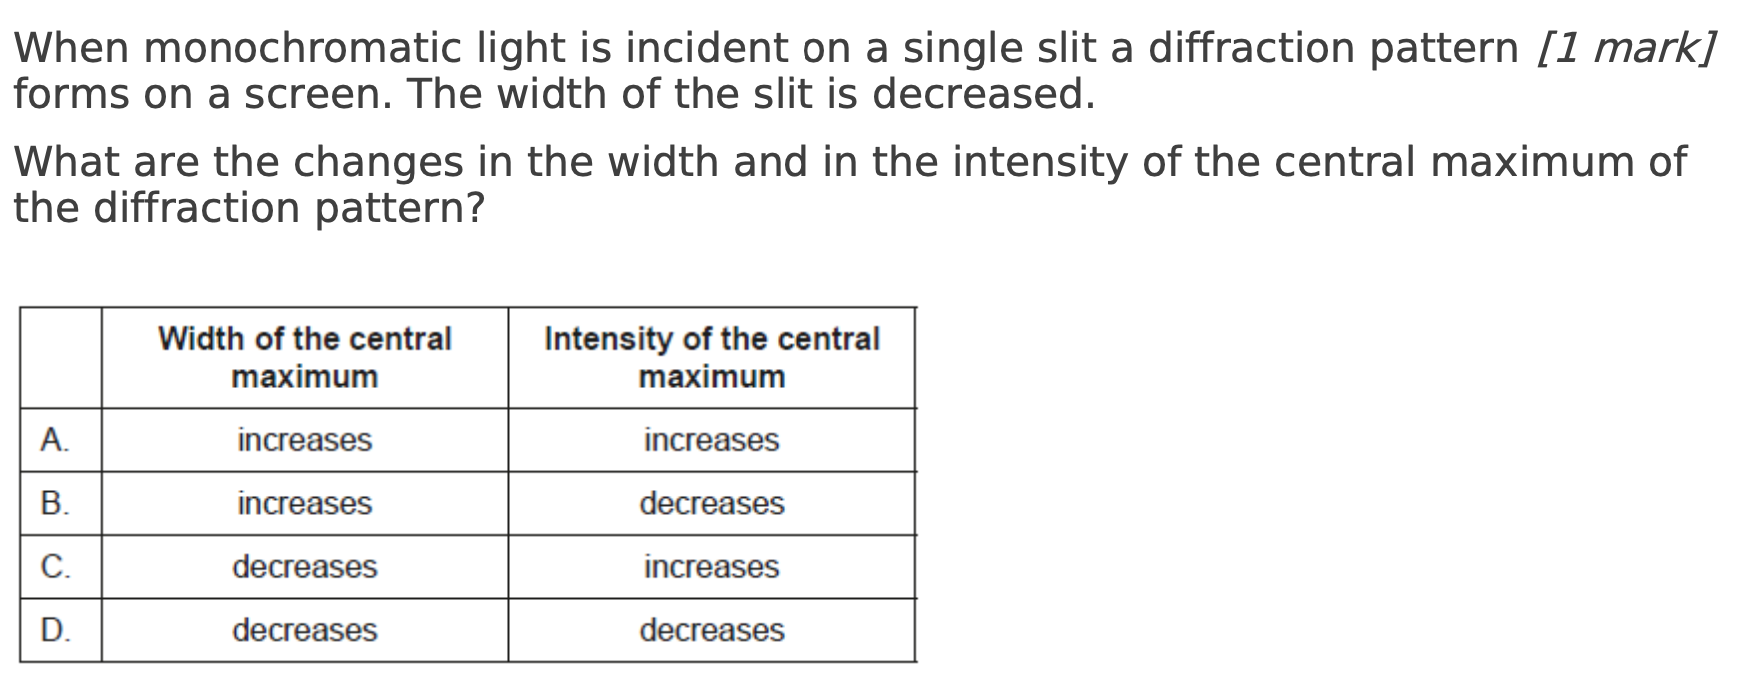 When monochromatic light is incident on a single slit a diffraction pattern [1 mark]
forms on a screen. The width of the slit is decreased.
What are the changes in the width and in the intensity of the central maximum of
the diffraction pattern?
Width of the central maximum
Intensity of the central maximum
A. increases increases
B. increases decreases
C. decreases increases
D. decreases decreases